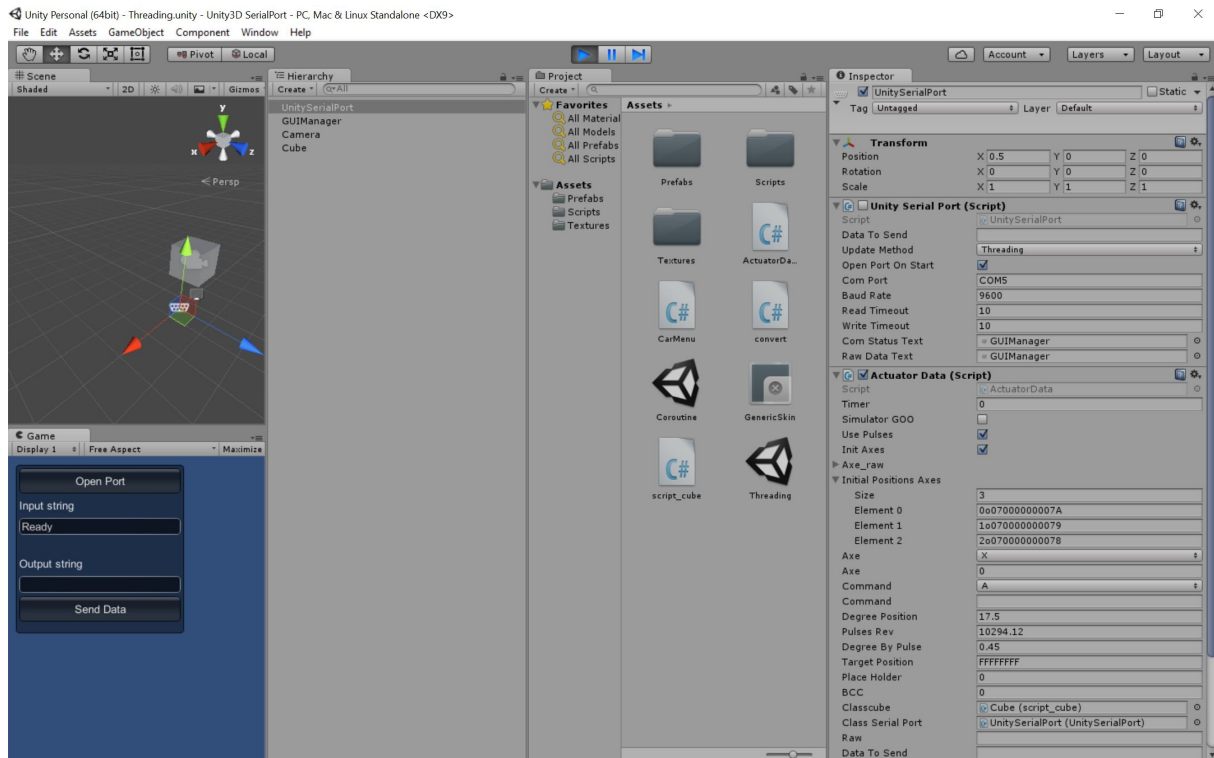 Unity Personal (64bit) - Threading.unity - Unity3D SerialPort - PC, Mac & Linux Standalone <DX9>
File Edit Assets GameObject Component Window Help
Pivot Local Account Layers Layout
Scene
Shaded 2D Gizmos
y
x
z
Persp
Game
Display 1 Free Aspect Maximize
Open Port
Input string
Ready
Output string
Send Data
Hierarchy
Create All
UnitySerialPort
GUIManager
Camera
Cube
Project
Create
Favorites
All Material
All Models
All Prefabs
All Scripts
Assets
Prefabs
Scripts
Textures
Assets
Prefabs Scripts
Textures ActuatorDa...
CarMenu convert
Coroutine GenericSkin
script_cube Threading
Inspector
UnitySerialPort Static
Tag Untagged Layer Default
Transform
Position X 0.5 Y 0 Z 0
Rotation X 0 Y 0 Z 0
Scale X 1 Y 1 Z 1
Unity Serial Port (Script)
Script UnitySerialPort
Data To Send
Update Method Threading
Open Port On Start
Com Port COM5
Baud Rate 9600
Read Timeout 10
Write Timeout 10
Com Status Text GUIManager
Raw Data Text GUIManager
Actuator Data (Script)
Script ActuatorData
Timer 0
Simulator GOO
Use Pulses
Init Axes
Axe_raw
Initial Positions Axes
Size 3
Element 0 0o07000000007A
Element 1 1o070000000079
Element 2 2o070000000078
Axe X
Axe 0
Command A
Command
Degree Position 17.5
Pulses Rev 10294.12
Degree By Pulse 0.45
Target Position FFFFFFFF
Place Holder 0
BCC 0
Classcube Cube (script_cube)
Class Serial Port UnitySerialPort (UnitySerialPort)
Raw
Data To Send